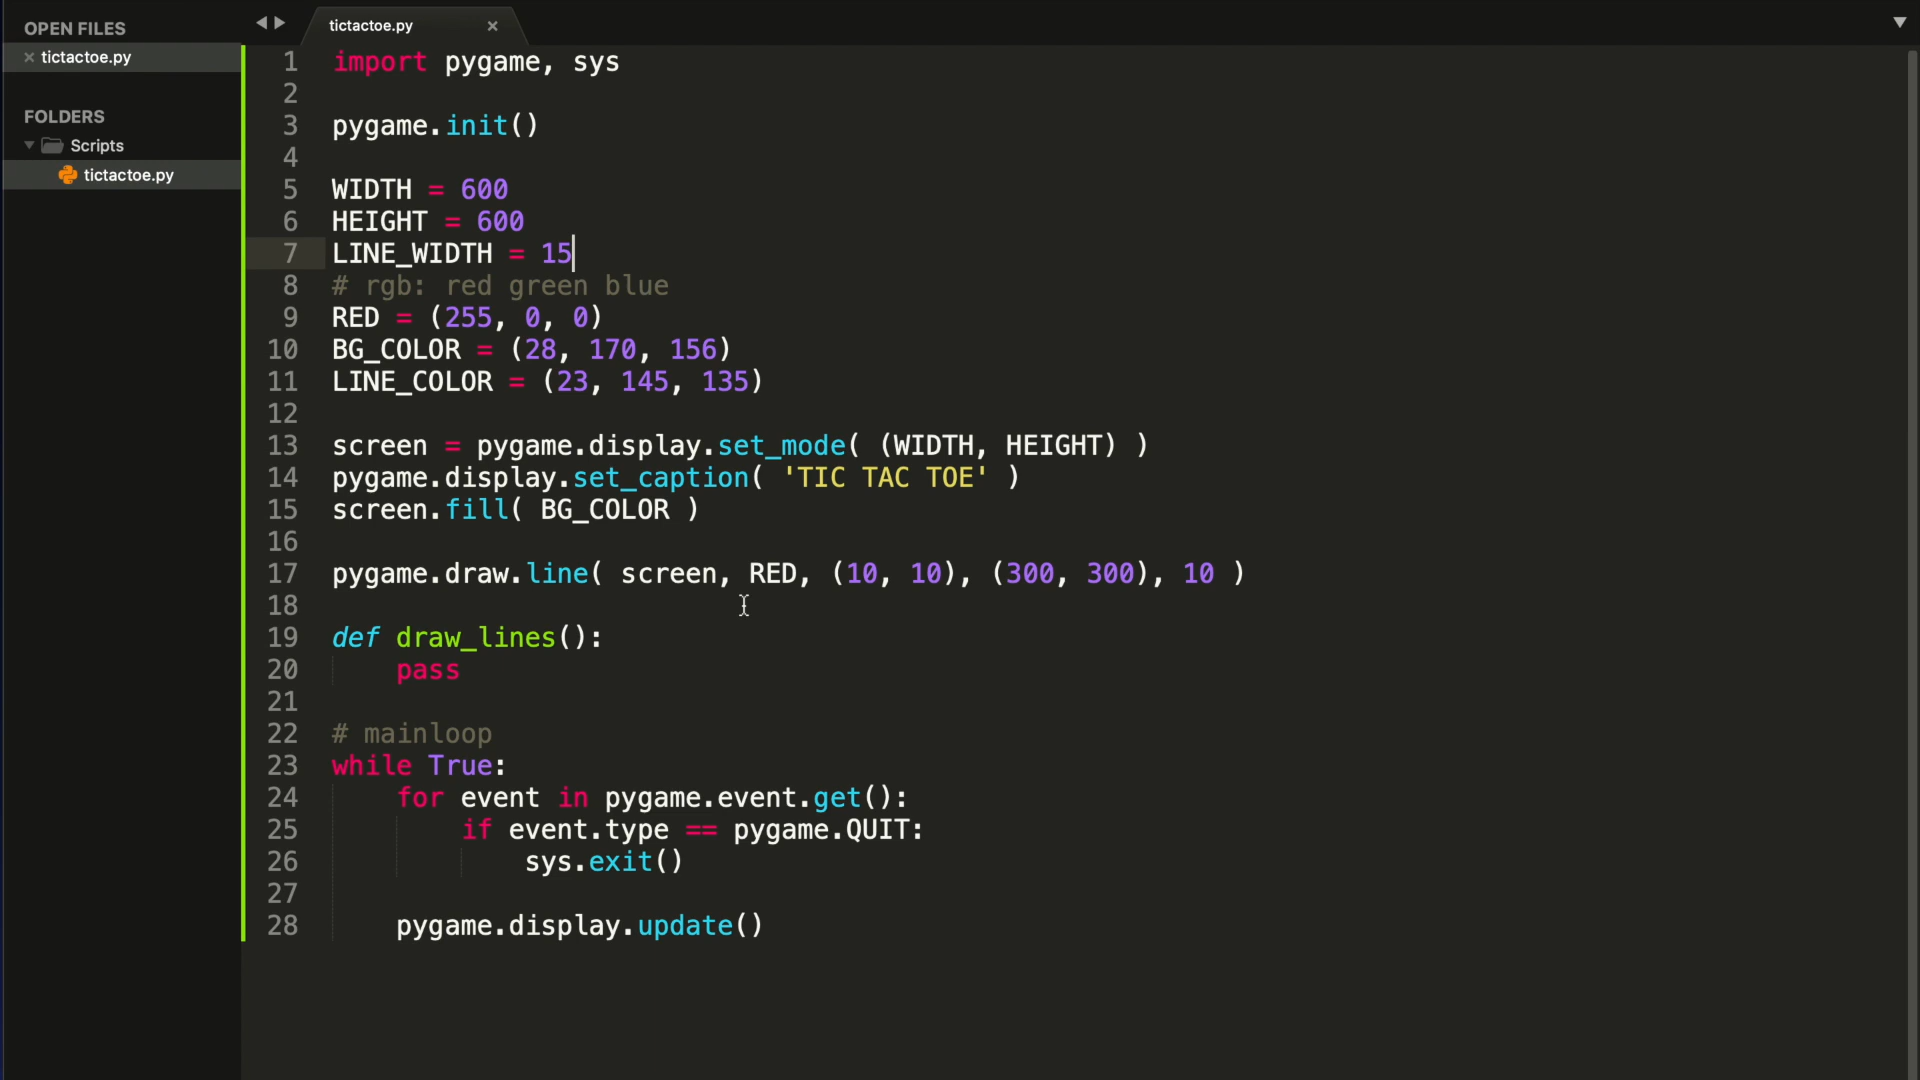 OPEN FILES
tictactoe.py
FOLDERS
Scripts
tictactoe.py
tictactoe.py
1 import pygame, sys
2
3 pygame.init()
4
5 WIDTH = 600
6 HEIGHT = 600
7 LINE_WIDTH = 15
8 # rgb: red green blue
9 RED = (255, 0, 0)
10 BG_COLOR = (28, 170, 156)
11 LINE_COLOR = (23, 145, 135)
12
13 screen = pygame.display.set_mode( (WIDTH, HEIGHT) )
14 pygame.display.set_caption( 'TIC TAC TOE' )
15 screen.fill( BG_COLOR )
16
17 pygame.draw.line( screen, RED, (10, 10), (300, 300), 10 )
18
19 def draw_lines():
20     pass
21
22 # mainloop
23 while True:
24     for event in pygame.event.get():
25         if event.type == pygame.QUIT:
26             sys.exit()
27
28     pygame.display.update()